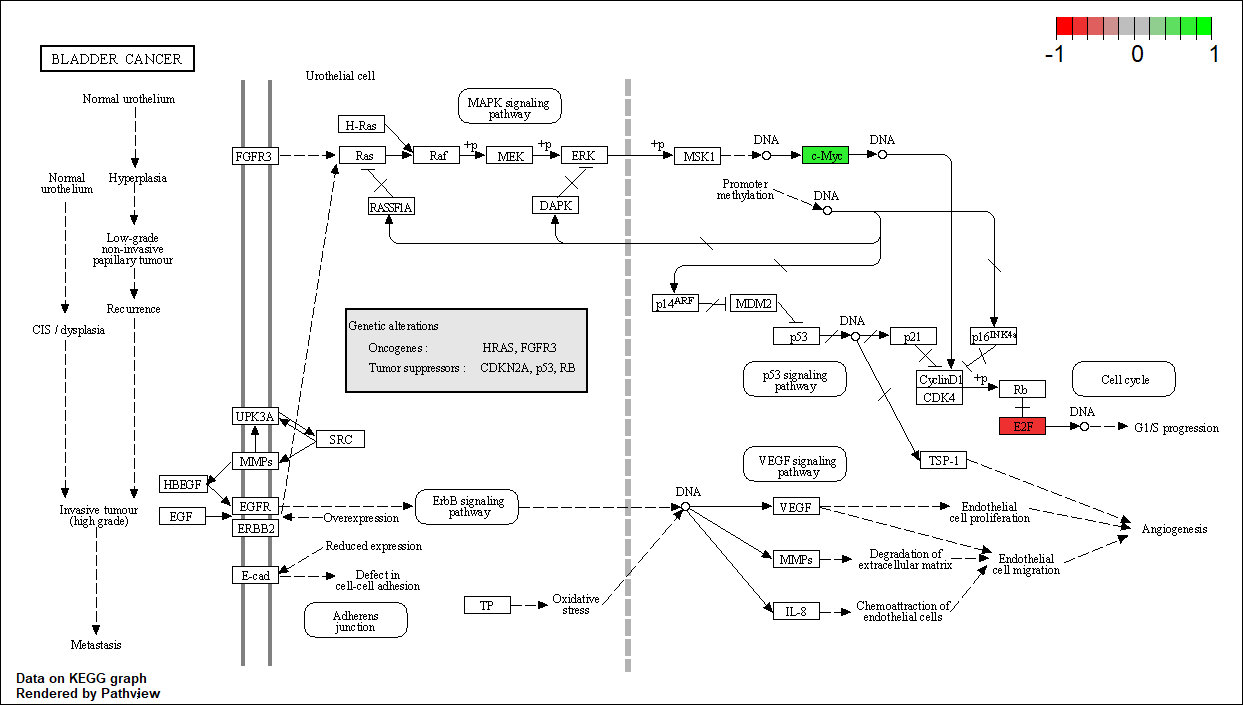 BLADDER CANCER
-1
0
1
Urothelial cell
Normal urothelium
MAPK signaling
pathway
H-Ras
FGFR3
Ras
Raf
+p
MEK
+p
ERK
+p
MSK1
DNA
c-Myc
DNA
Normal
urothelium
Hyperplasia
Promoter
methylation
DNA
RASSF1A
DAPK
Low-grade
non-invasive
papillary tumour
Recurrence
CIS / dysplasia
p14ARF
MDM2
p53
DNA
p21
p16INK4a
Genetic alterations
Oncogenes : HRAS, FGFR3
Tumor suppressors : CDKN2A, p53, RB
p53 signaling
pathway
CyclinD1
CDK4
+p
Rb
Cell cycle
E2F
DNA
G1/S progression
UPK3A
SRC
MMPs
HBEGF
EGFR
EGF
ERBB2
Overexpression
ErbB signaling
pathway
VEGF signaling
pathway
TSP-1
DNA
VEGF
Endothelial
cell proliferation
Angiogenesis
Invasive tumour
(high grade)
Reduced expression
E-cad
Defect in
cell-cell adhesion
MMPs
Degradation of
extracellular matrix
Endothelial
cell migration
TP
Oxidative
stress
IL-8
Chemoattraction of
endothelial cells
Adherens
junction
Metastasis
Data on KEGG graph
Rendered by Pathview